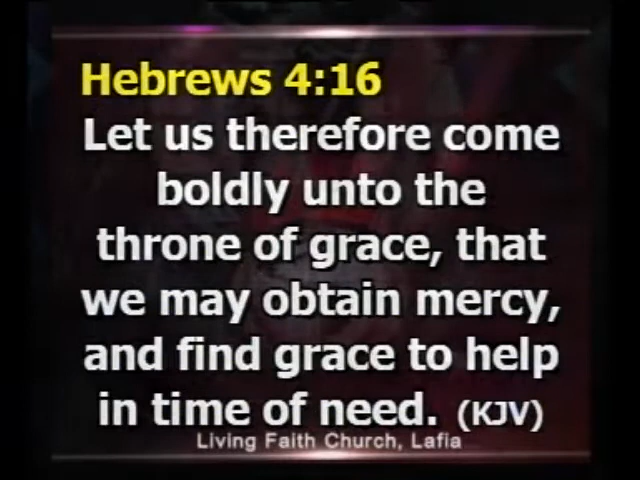 Hebrews 4:16
Let us therefore come
boldly unto the
throne of grace, that
we may obtain mercy,
and find grace to help
in time of need. (KJV)
Living Faith Church, Lafia